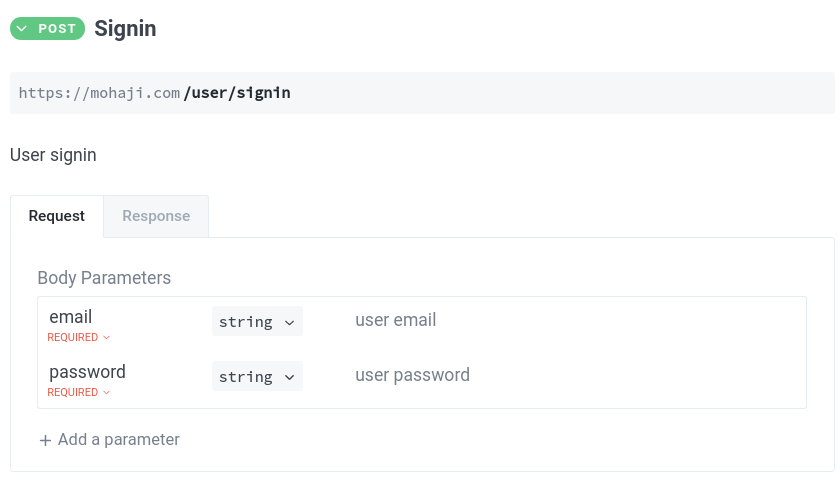 POST Signin
https://mohaji.com/user/signin
User signin
Request Response
Body Parameters
email string user email
REQUIRED
password string user password
REQUIRED
+ Add a parameter